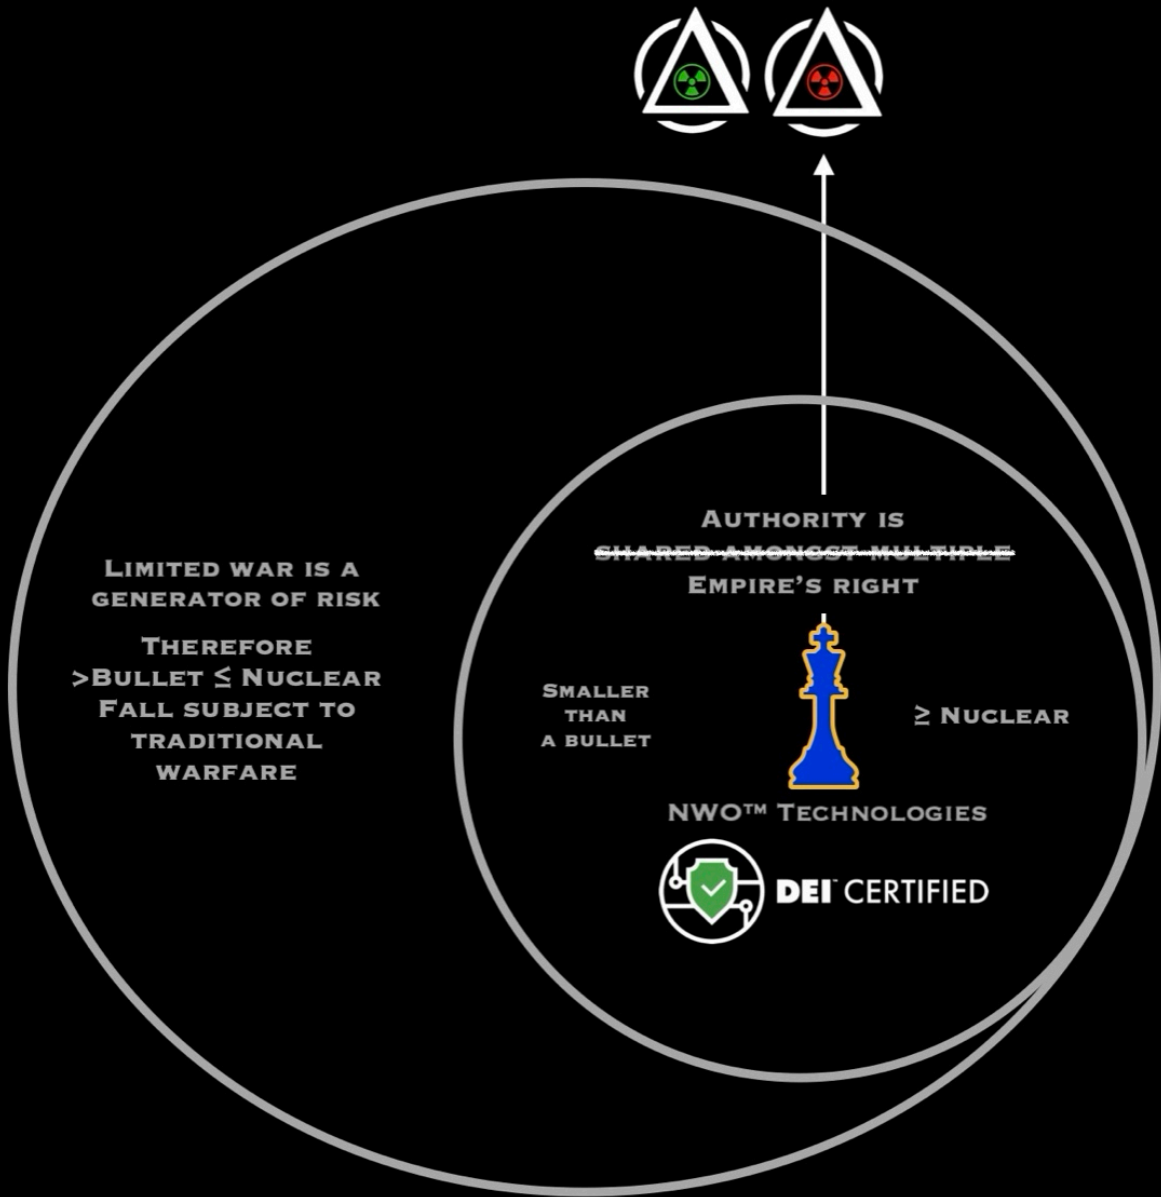 AUTHORITY IS
SHARED AMONGST MULTIPLE
EMPIRE'S RIGHT
LIMITED WAR IS A
GENERATOR OF RISK
THEREFORE
>BULLET ≤ NUCLEAR
FALL SUBJECT TO
TRADITIONAL
WARFARE
SMALLER
THAN
A BULLET
≥ NUCLEAR
NWO™ TECHNOLOGIES
DEI™ CERTIFIED